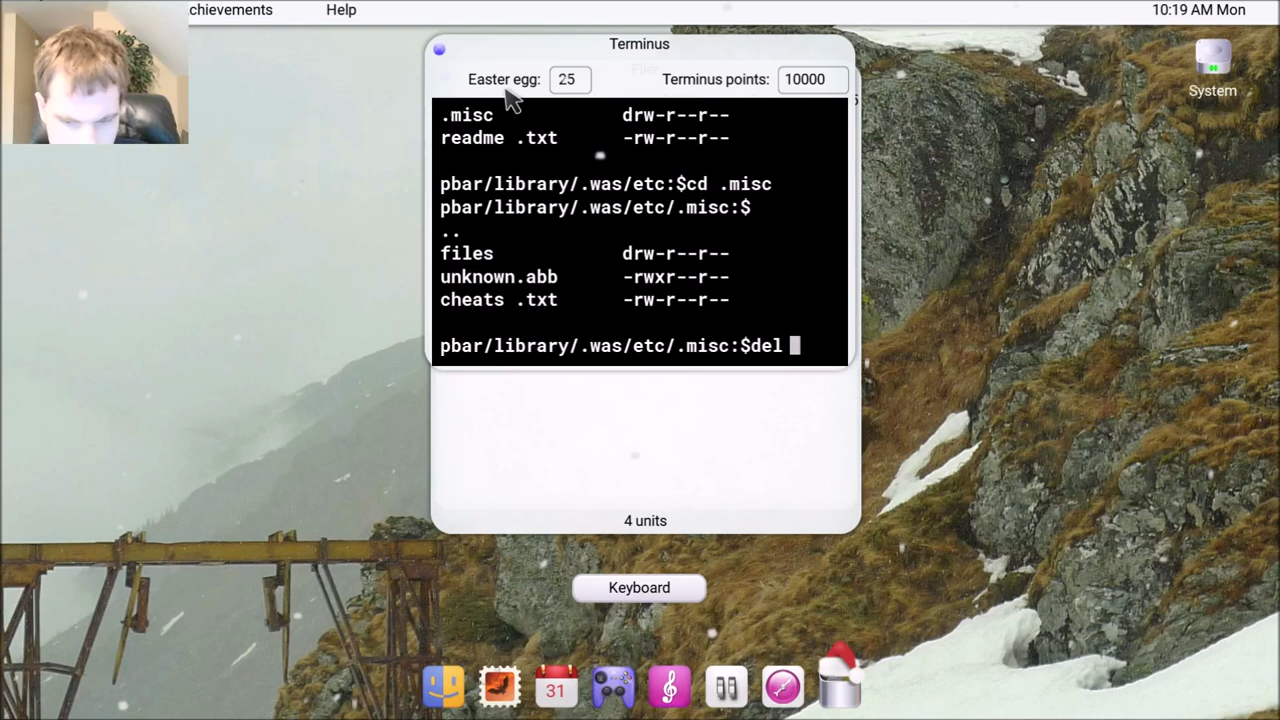 chievements Help 10:19 AM Mon
Terminus
Easter egg: 25 Terminus points: 10000
System
.misc drw-r--r--
readme .txt -rw-r--r--
pbar/library/.was/etc:$cd .misc
pbar/library/.was/etc/.misc:$
..
files drw-r--r--
unknown.abb -rwxr--r--
cheats .txt -rw-r--r--
pbar/library/.was/etc/.misc:$del
4 units
Keyboard
31